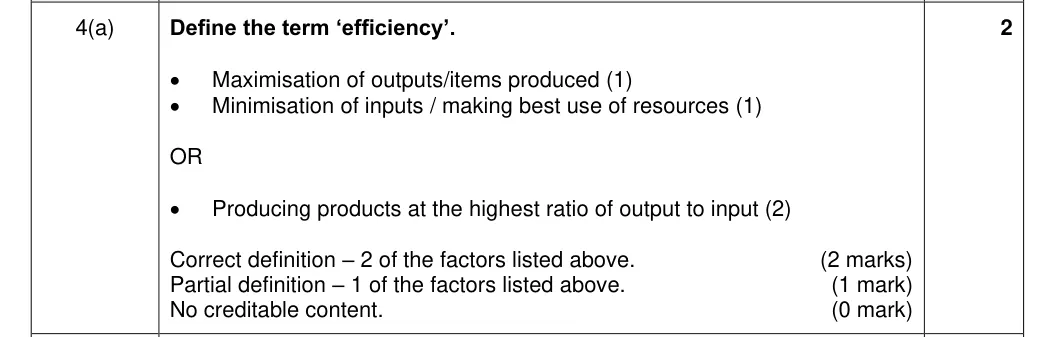 4(a) Define the term ‘efficiency’. 2
• Maximisation of outputs/items produced (1)
• Minimisation of inputs / making best use of resources (1)
OR
• Producing products at the highest ratio of output to input (2)
Correct definition – 2 of the factors listed above. (2 marks)
Partial definition – 1 of the factors listed above. (1 mark)
No creditable content. (0 mark)